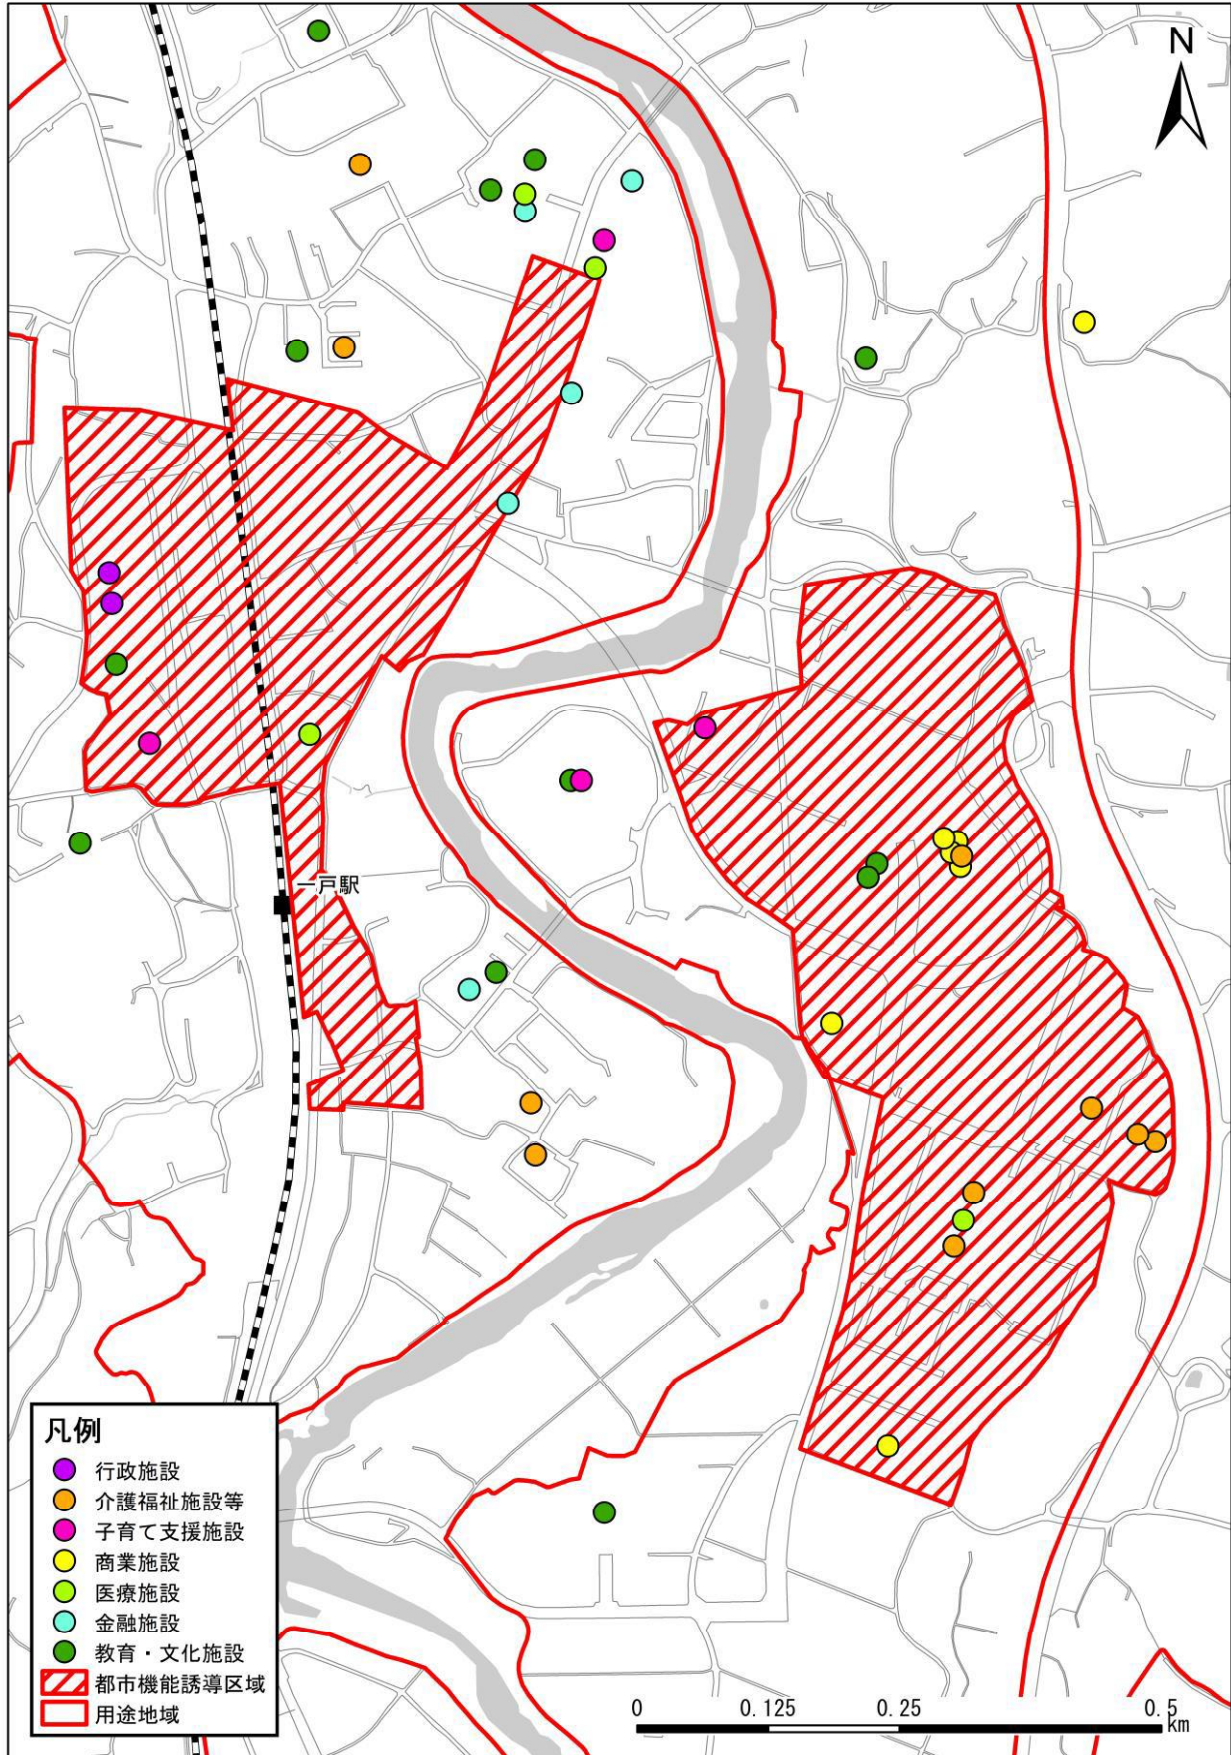 N
一戸駅
凡例
行政施設
介護福祉施設等
子育て支援施設
商業施設
医療施設
金融施設
教育・文化施設
都市機能誘導区域
用途地域
0 0.125 0.25 0.5
km